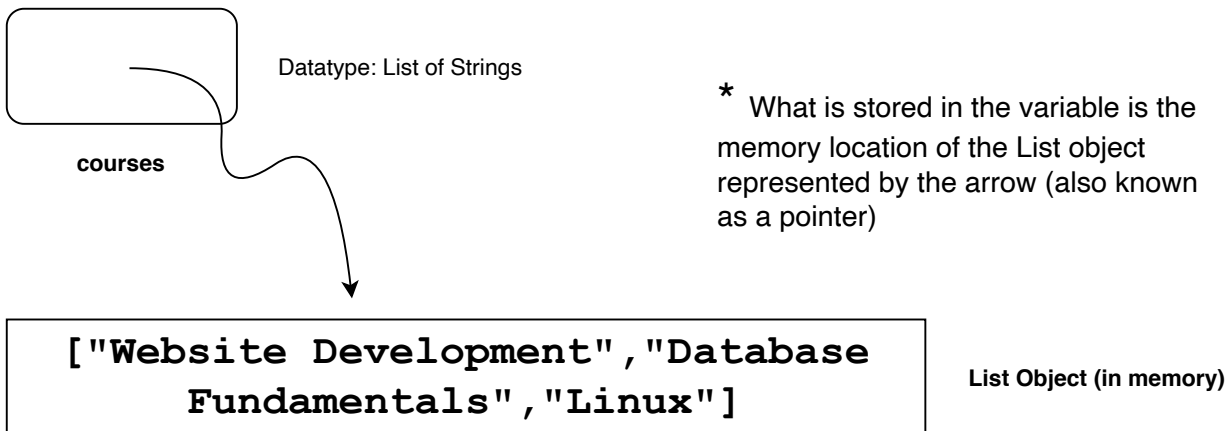 Datatype: List of Strings
courses
* What is stored in the variable is the
memory location of the List object
represented by the arrow (also known
as a pointer)
["Website Development","Database
Fundamentals","Linux"]
List Object (in memory)